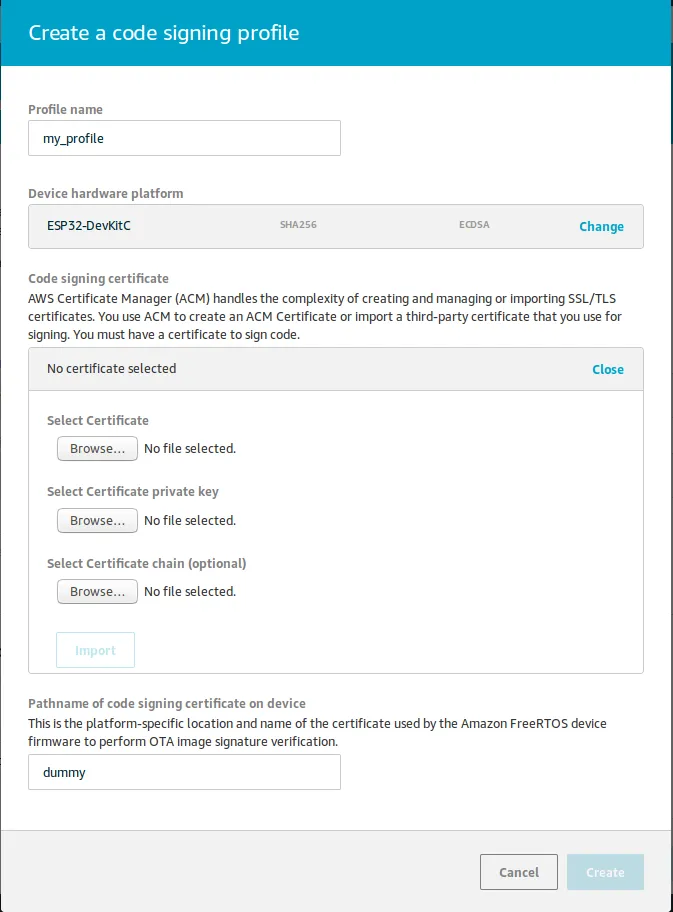 Create a code signing profile
Profile name
my_profile
Device hardware platform
ESP32-DevKitC SHA256 ECDSA Change
Code signing certificate
AWS Certificate Manager (ACM) handles the complexity of creating and managing or importing SSL/TLS
certificates. You use ACM to create an ACM Certificate or import a third-party certificate that you use for
signing. You must have a certificate to sign code.
No certificate selected Close
Select Certificate
Browse... No file selected.
Select Certificate private key
Browse... No file selected.
Select Certificate chain (optional)
Browse... No file selected.
Import
Pathname of code signing certificate on device
This is the platform-specific location and name of the certificate used by the Amazon FreeRTOS device
firmware to perform OTA image signature verification.
dummy
Cancel Create